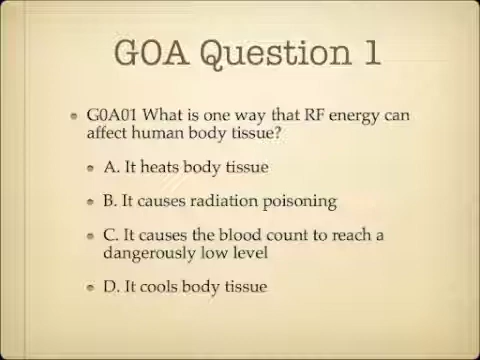 GOA Question 1
G0A01 What is one way that RF energy can
affect human body tissue?
A. It heats body tissue
B. It causes radiation poisoning
C. It causes the blood count to reach a
dangerously low level
D. It cools body tissue